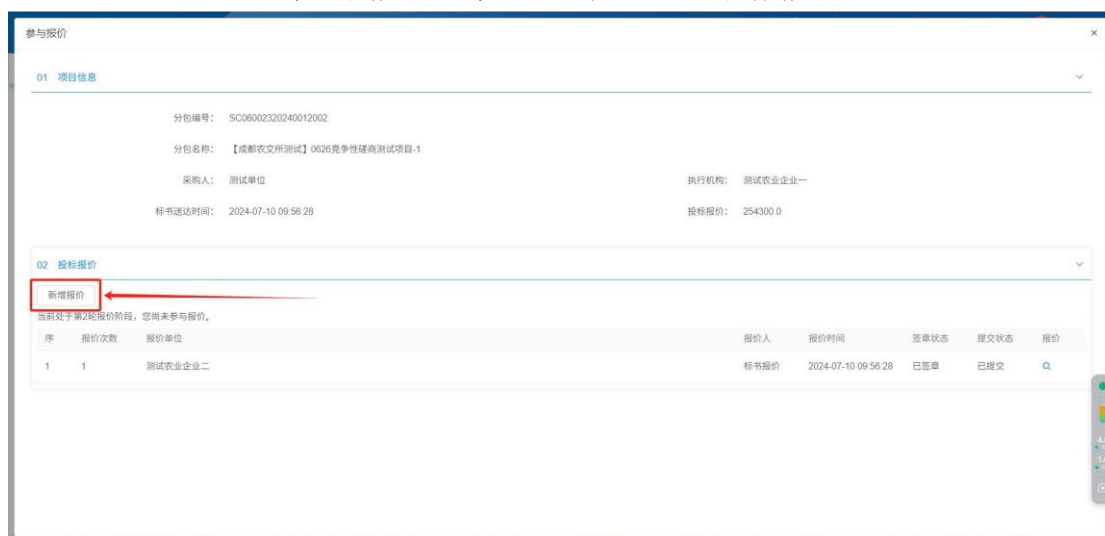 参与报价 ×
01 项目信息
分包编号： SC06002320240012002
分包名称： 【成都农交所测试】0626竞争性磋商测试项目-1
采购人： 测试单位 执行机构： 测试农业企业一
标书送达时间： 2024-07-10 09:56:28 投标报价： 254300.0
02 投标报价
新增报价
当前处于第2轮报价阶段，您尚未参与报价。
序 报价次数 报价单位 报价人 报价时间 签章状态 提交状态 报价
1 1 测试农业企业二 标书报价 2024-07-10 09:56:28 已签章 已提交